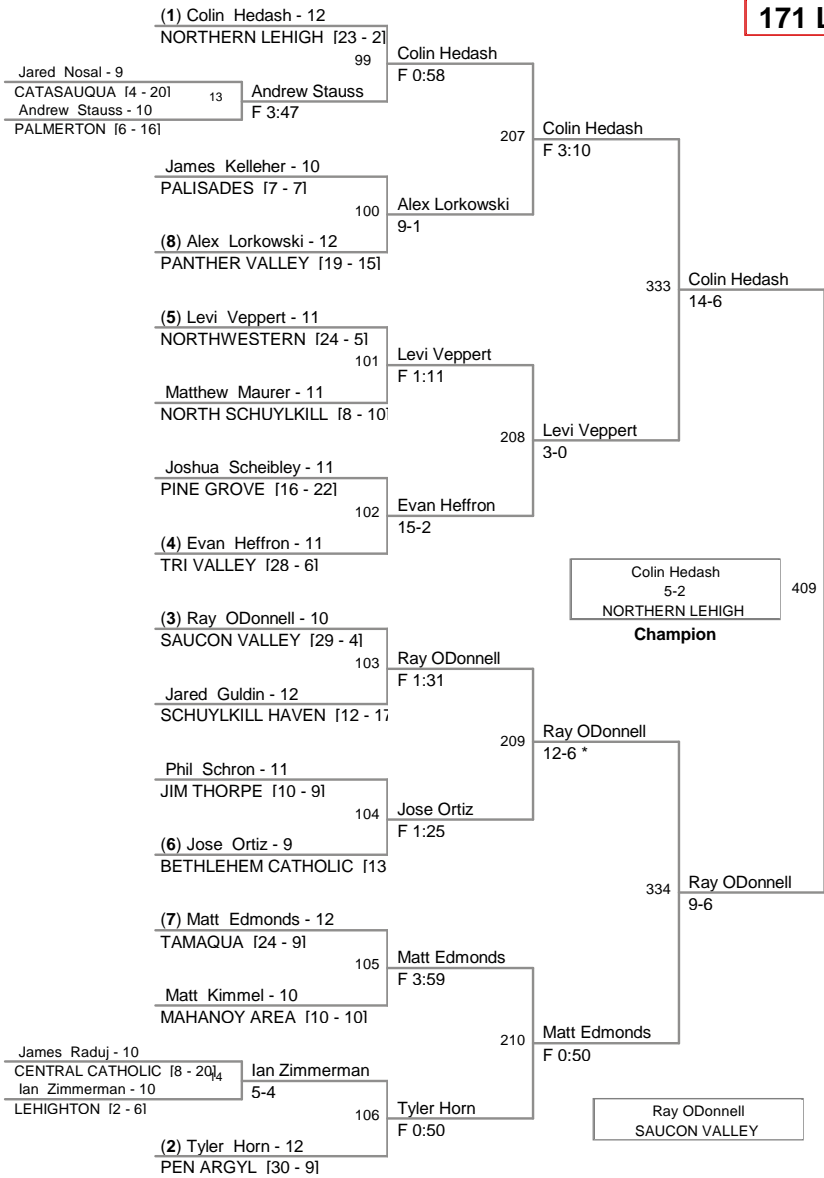 171 L
(1) Colin Hedash - 12
NORTHERN LEHIGH [23 - 2]
99
Colin Hedash
F 0:58
Jared Nosal - 9
CATASAUQUA [4 - 20]
13
Andrew Stauss - 10
PALMERTON [6 - 16]
Andrew Stauss
F 3:47
207
Colin Hedash
F 3:10
James Kelleher - 10
PALISADES [7 - 7]
100
Alex Lorkowski
9-1
(8) Alex Lorkowski - 12
PANTHER VALLEY [19 - 15]
333
Colin Hedash
14-6
(5) Levi Veppert - 11
NORTHWESTERN [24 - 5]
101
Levi Veppert
F 1:11
Matthew Maurer - 11
NORTH SCHUYLKILL [8 - 10]
208
Levi Veppert
3-0
Joshua Scheibley - 11
PINE GROVE [16 - 22]
102
Evan Heffron
15-2
(4) Evan Heffron - 11
TRI VALLEY [28 - 6]
Colin Hedash
5-2
NORTHERN LEHIGH
409
Champion
(3) Ray ODonnell - 10
SAUCON VALLEY [29 - 4]
103
Ray ODonnell
F 1:31
Jared Guldin - 12
SCHUYLKILL HAVEN [12 - 17
209
Ray ODonnell
12-6 *
Phil Schron - 11
JIM THORPE [10 - 9]
104
Jose Ortiz
F 1:25
(6) Jose Ortiz - 9
BETHLEHEM CATHOLIC [13
334
Ray ODonnell
9-6
(7) Matt Edmonds - 12
TAMAQUA [24 - 9]
105
Matt Edmonds
F 3:59
Matt Kimmel - 10
MAHANOY AREA [10 - 10]
210
Matt Edmonds
F 0:50
James Raduj - 10
CENTRAL CATHOLIC [8 - 20]
14
Ian Zimmerman - 10
LEHIGHTON [2 - 6]
Ian Zimmerman
5-4
106
Tyler Horn
F 0:50
(2) Tyler Horn - 12
PEN ARGYL [30 - 9]
Ray ODonnell
SAUCON VALLEY